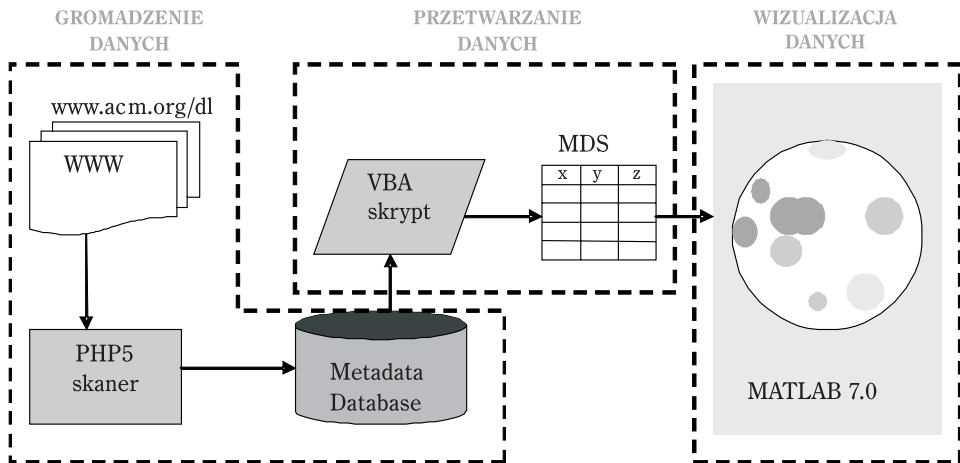 GROMADZENIE
DANYCH
PRZETWARZANIE
DANYCH
WIZUALIZACJA
DANYCH
www.acm.org/dl
WWW
VBA
skrypt
MDS
x y z
PHP5
skaner
Metadata
Database
MATLAB 7.0